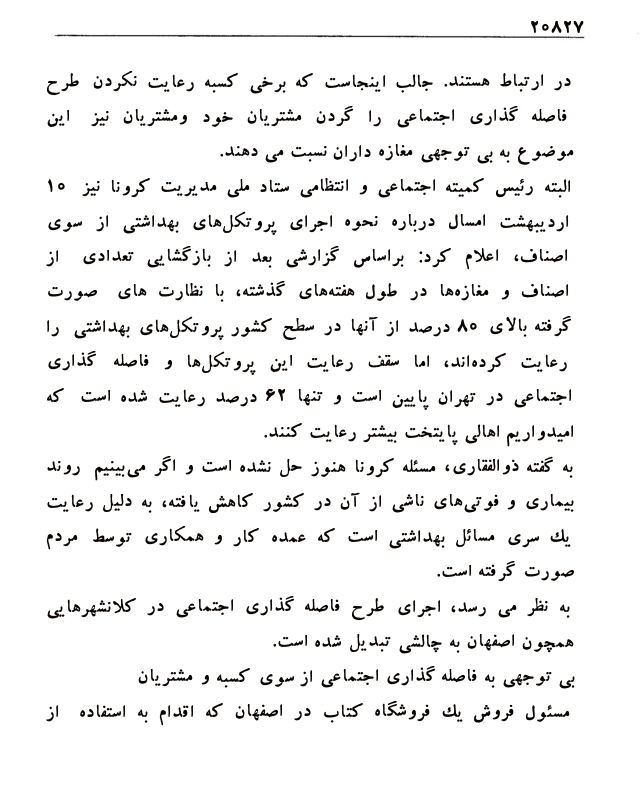 ۲۰۸۲۷
در ارتباط هستند. جالب اینجاست که برخی کسبه رعایت نکردن طرح
فاصله گذاری اجتماعی را گردن مشتریان خود ومشتریان نیز این
موضوع به بی توجهی مغازه داران نسبت می دهند.
البته رئیس کمیته اجتماعی و انتظامی ستاد ملی مدیریت کرونا نیز ۱۰
اردیبهشت امسال درباره نحوه اجرای پروتکل‌های بهداشتی از سوی
اصناف، اعلام کرد: براساس گزارشی بعد از بازگشایی تعدادی از
اصناف و مغازه‌ها در طول هفته‌های گذشته، با نظارت های صورت
گرفته بالای ۸۰ درصد از آنها در سطح کشور پروتکل‌های بهداشتی را
رعایت کرده‌اند، اما سقف رعایت این پروتکل‌ها و فاصله گذاری
اجتماعی در تهران پایین است و تنها ۶۲ درصد رعایت شده است که
امیدواریم اهالی پایتخت بیشتر رعایت کنند.
به گفته ذوالفقاری، مسئله کرونا هنوز حل نشده است و اگر می‌بینیم روند
بیماری و فوتی‌های ناشی از آن در کشور کاهش یافته، به دلیل رعایت
یك سری مسائل بهداشتی است که عمده کار و همکاری توسط مردم
صورت گرفته است.
به نظر می رسد، اجرای طرح فاصله گذاری اجتماعی در کلانشهرهایی
همچون اصفهان به چالشی تبدیل شده است.
بی توجهی به فاصله گذاری اجتماعی از سوی کسبه و مشتریان
مسئول فروش یك فروشگاه کتاب در اصفهان که اقدام به استفاده از